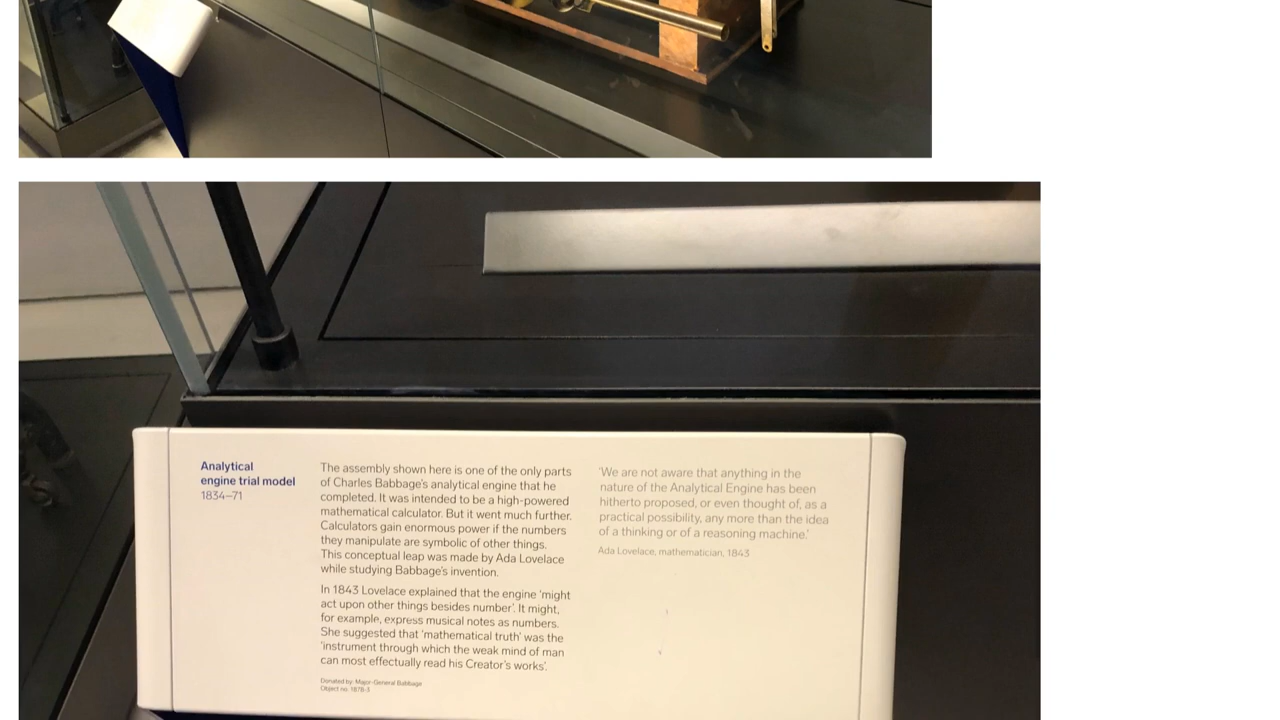 Analytical
engine trial model
1834–71
The assembly shown here is one of the only parts
of Charles Babbage's analytical engine that he
completed. It was intended to be a high-powered
mathematical calculator. But it went much further.
Calculators gain enormous power if the numbers
they manipulate are symbolic of other things.
This conceptual leap was made by Ada Lovelace
while studying Babbage's invention.
In 1843 Lovelace explained that the engine 'might
act upon other things besides number'. It might,
for example, express musical notes as numbers.
She suggested that 'mathematical truth' was the
'instrument through which the weak mind of man
can most effectually read his Creator's works'.
Donated by: Major-General Babbage
Object no. 1878-3
'We are not aware that anything in the
nature of the Analytical Engine has been
hitherto proposed, or even thought of, as a
practical possibility, any more than the idea
of a thinking or of a reasoning machine.'
Ada Lovelace, mathematician, 1843